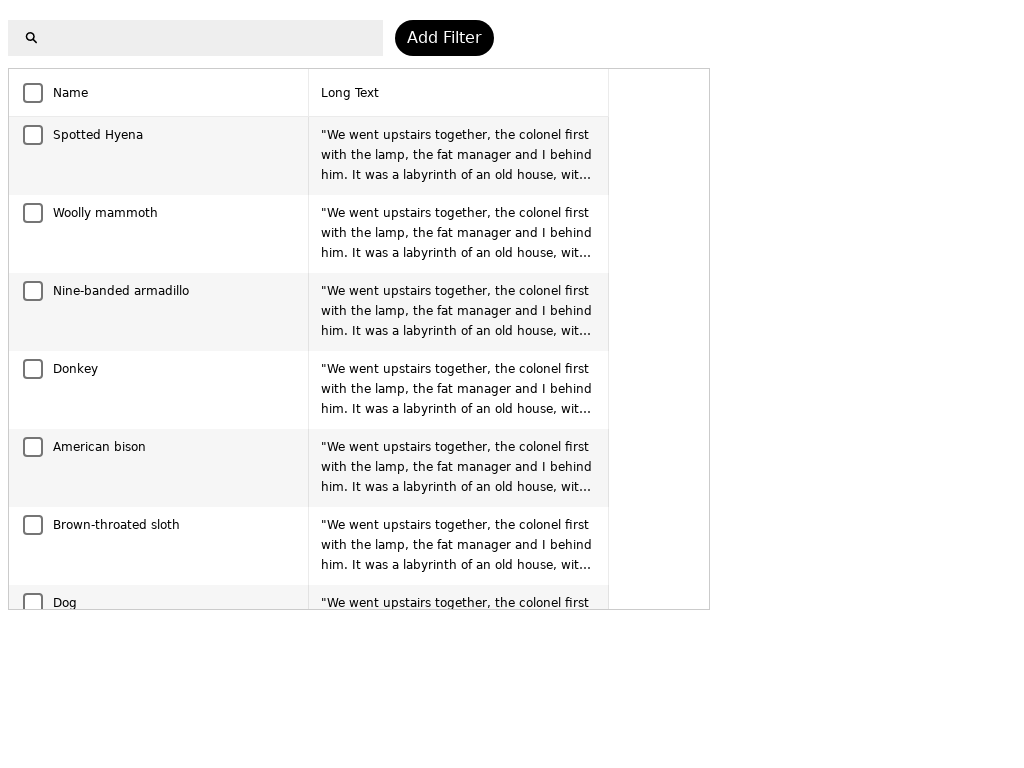 Add Filter
Name
Long Text
Spotted Hyena
"We went upstairs together, the colonel first
with the lamp, the fat manager and I behind
him. It was a labyrinth of an old house, wit...
Woolly mammoth
"We went upstairs together, the colonel first
with the lamp, the fat manager and I behind
him. It was a labyrinth of an old house, wit...
Nine-banded armadillo
"We went upstairs together, the colonel first
with the lamp, the fat manager and I behind
him. It was a labyrinth of an old house, wit...
Donkey
"We went upstairs together, the colonel first
with the lamp, the fat manager and I behind
him. It was a labyrinth of an old house, wit...
American bison
"We went upstairs together, the colonel first
with the lamp, the fat manager and I behind
him. It was a labyrinth of an old house, wit...
Brown-throated sloth
"We went upstairs together, the colonel first
with the lamp, the fat manager and I behind
him. It was a labyrinth of an old house, wit...
Dog
"We went upstairs together, the colonel first